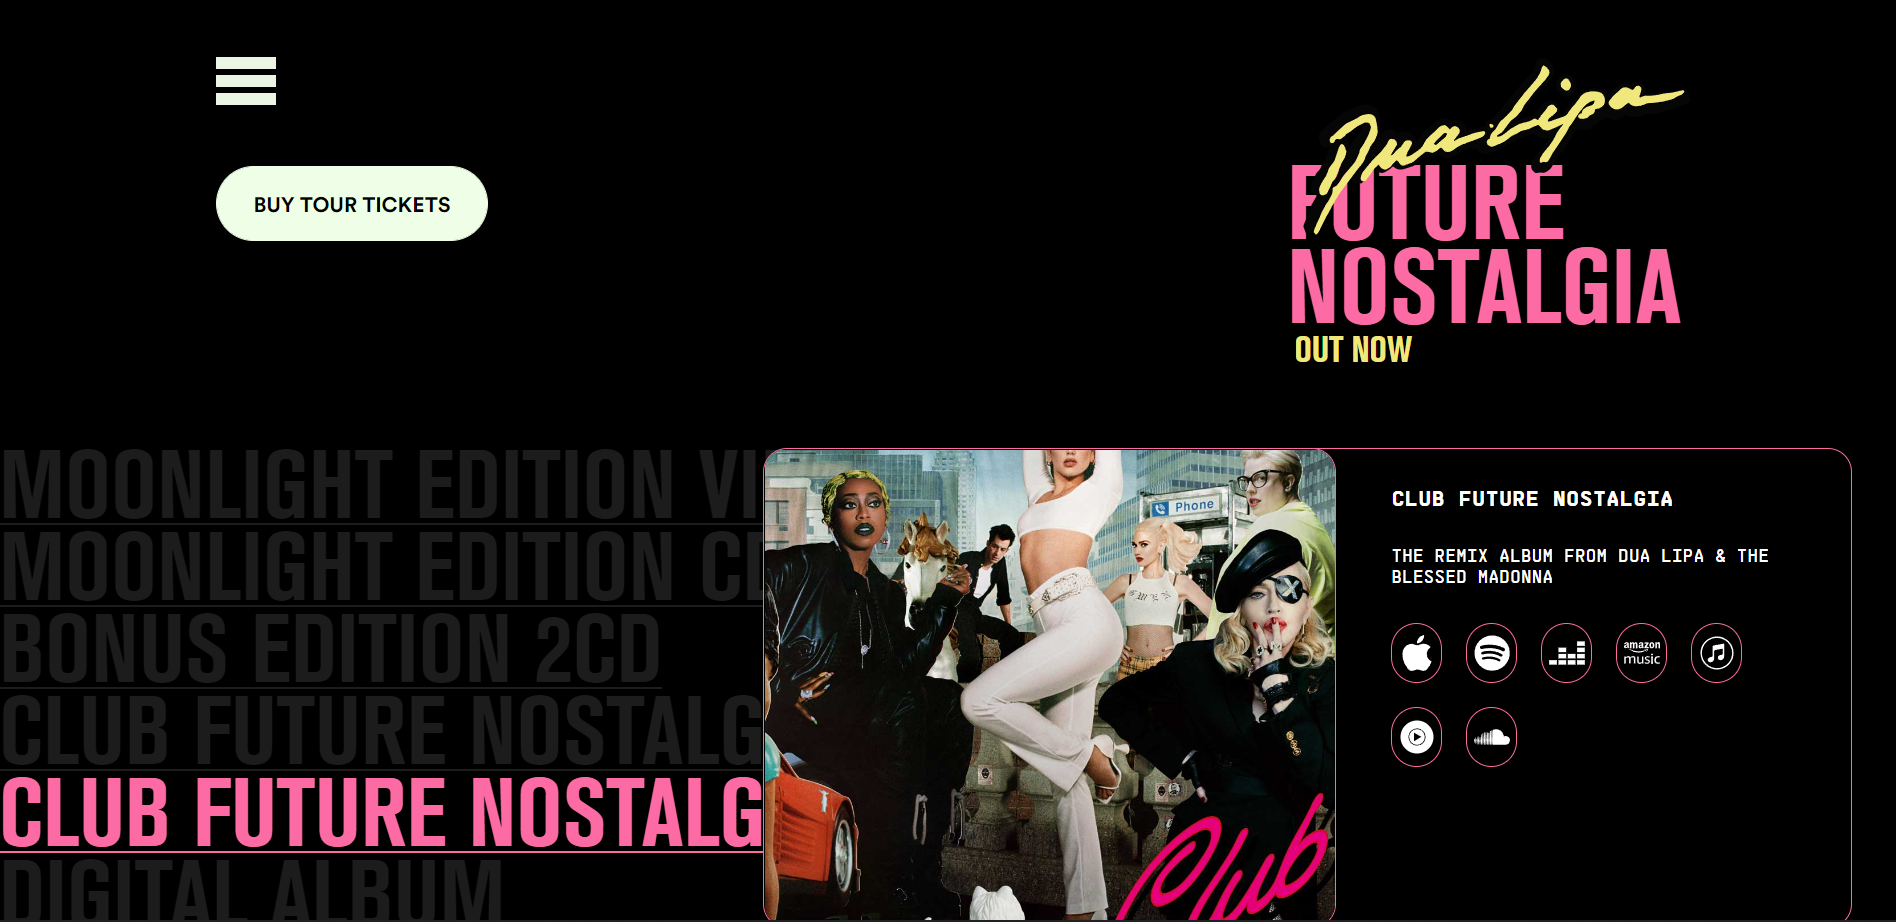 BUY TOUR TICKETS
Dua Lipa
FUTURE
NOSTALGIA
OUT NOW
MOONLIGHT EDITION VI
MOONLIGHT EDITION
BONUS EDITION 2CD
CLUB FUTURE NOSTALG
CLUB FUTURE NOSTALG
DIGITAL ALBUM
Phone
Club
CLUB FUTURE NOSTALGIA
THE REMIX ALBUM FROM DUA LIPA & THE
BLESSED MADONNA
amazon
music